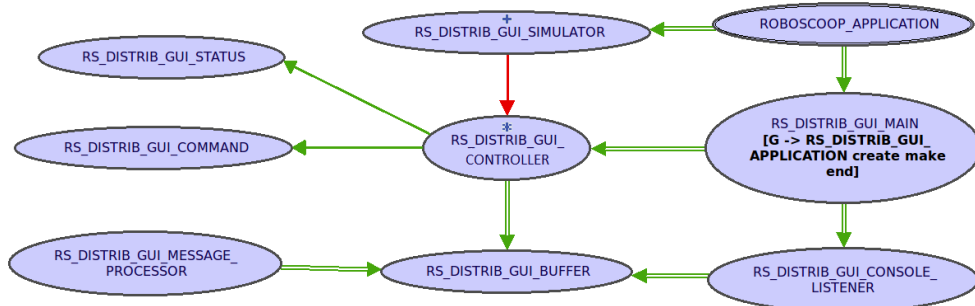 +
RS_DISTRIB_GUI_SIMULATOR
ROBOSCOOP_APPLICATION
RS_DISTRIB_GUI_STATUS
RS_DISTRIB_GUI_COMMAND
*
RS_DISTRIB_GUI_
CONTROLLER
RS_DISTRIB_GUI_MAIN
[G -> RS_DISTRIB_GUI_
APPLICATION create make
end]
RS_DISTRIB_GUI_MESSAGE_
PROCESSOR
RS_DISTRIB_GUI_BUFFER
RS_DISTRIB_GUI_CONSOLE_
LISTENER